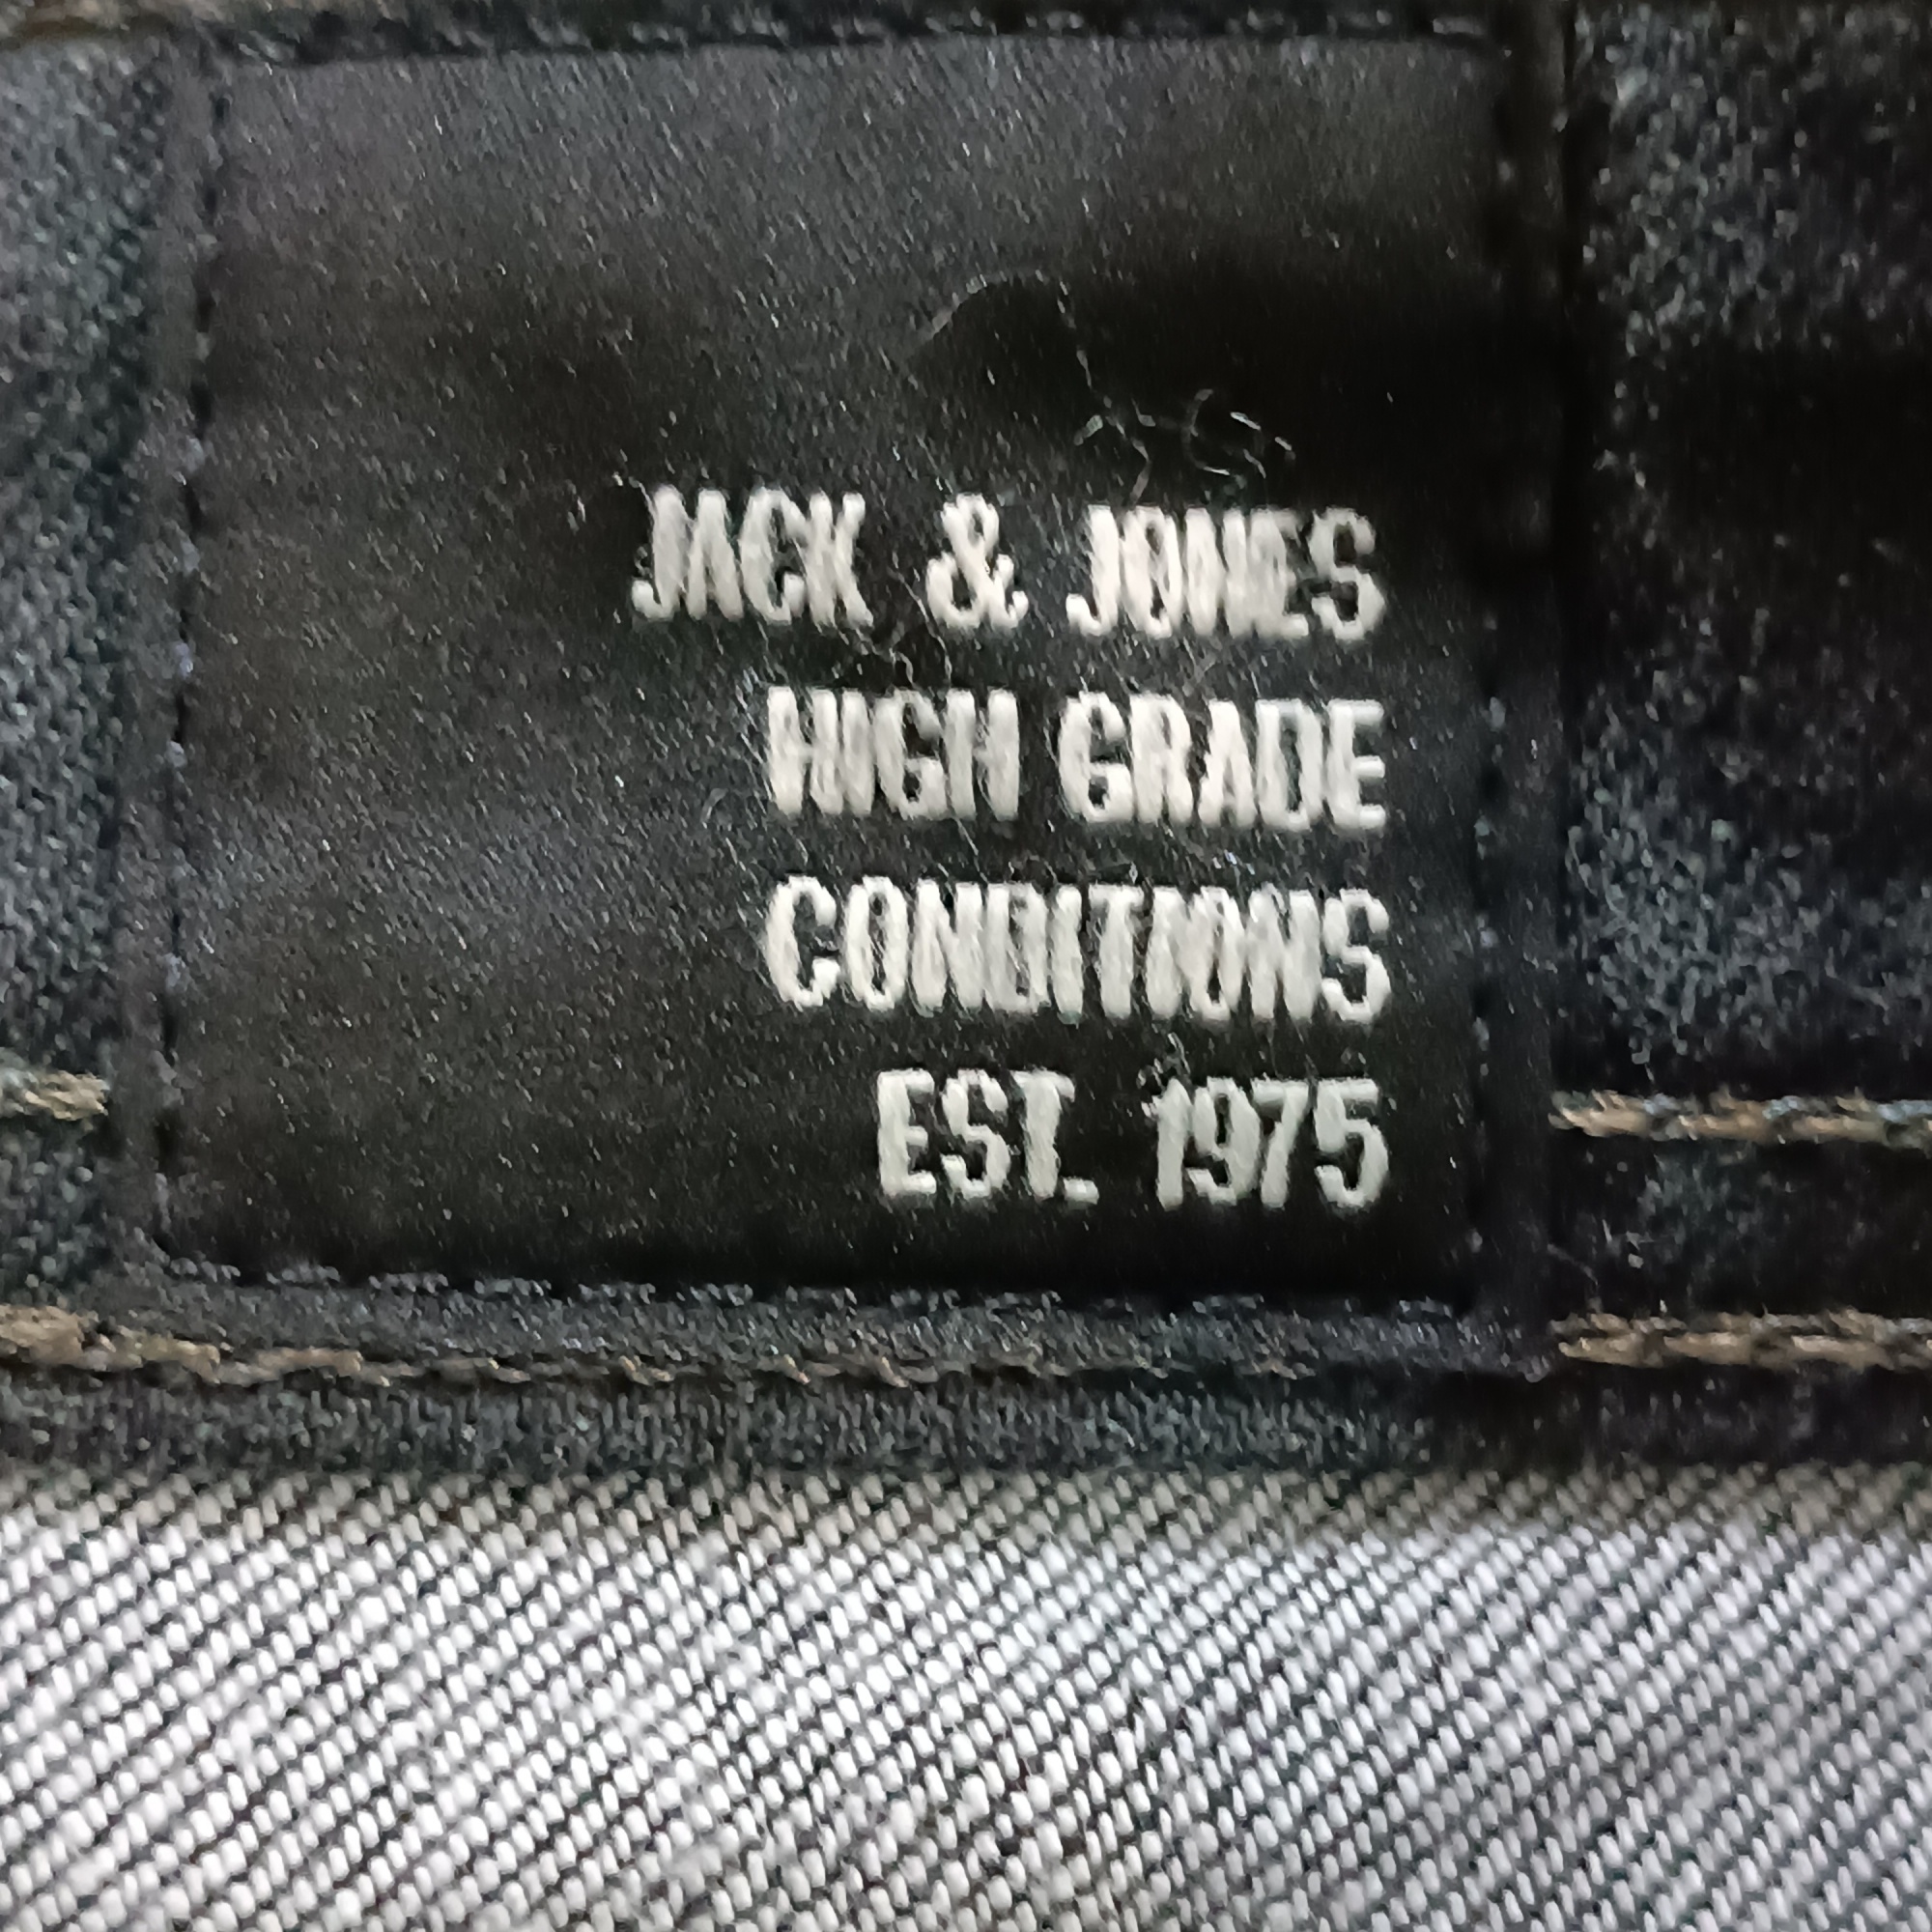 JACK & JONES
HIGH GRADE
CONDITIONS
EST. 1975